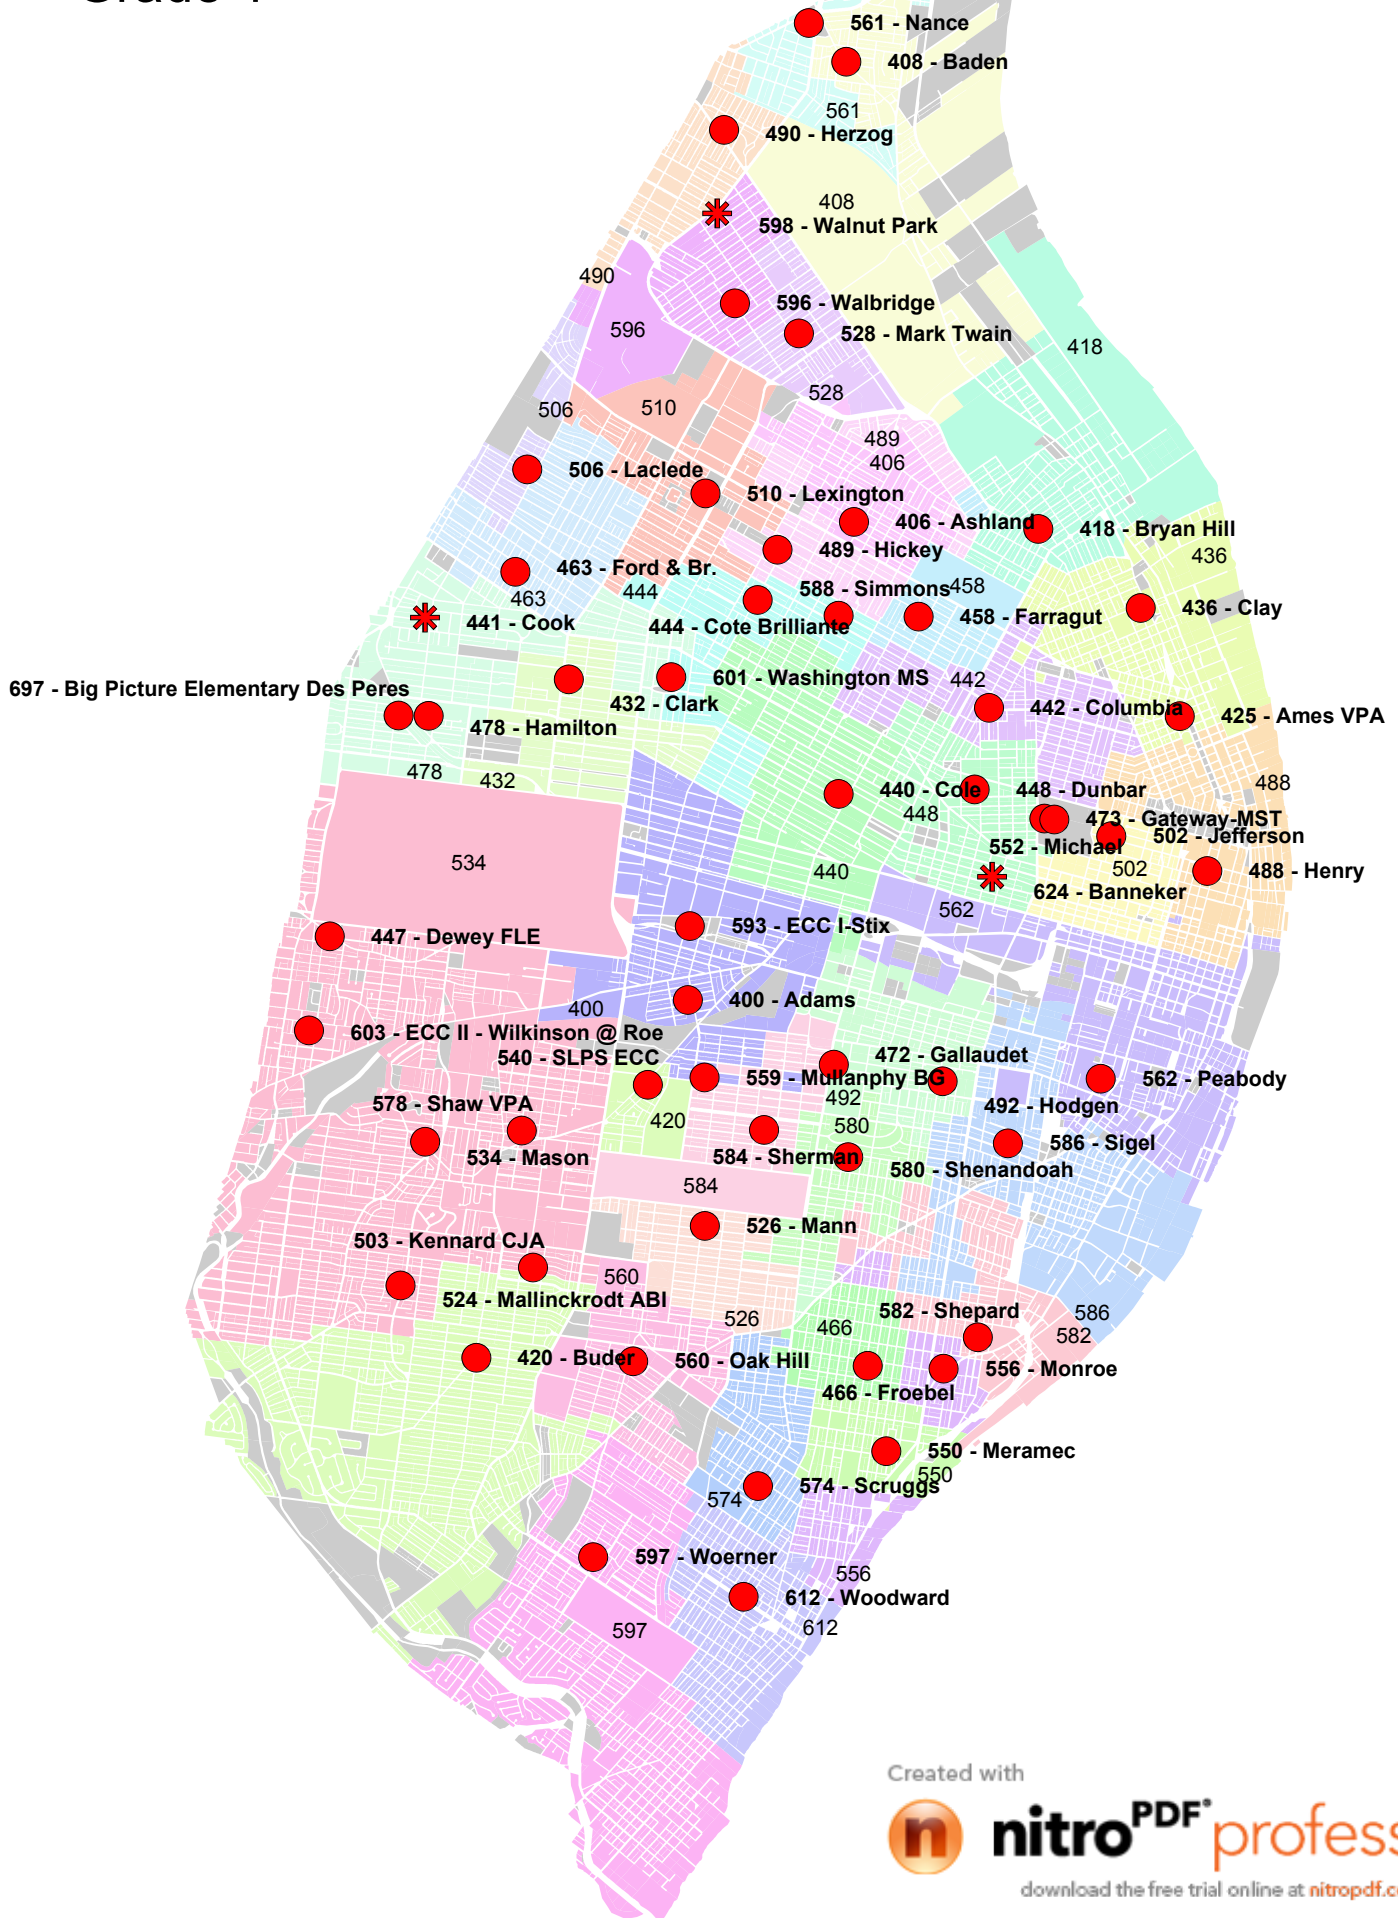 561 - Nance
408 - Baden
561
490 - Herzog
408
598 - Walnut Park
490
596 - Walbridge
596
528 - Mark Twain
418
528
506
510
489
406
506 - Laclede
510 - Lexington
406 - Ashland
418 - Bryan Hill
489 - Hickey
436
463 - Ford & Br.
444
588 - Simmons
458
463
441 - Cook
444 - Cote Brilliante
458 - Farragut
436 - Clay
601 - Washington MS
442
697 - Big Picture Elementary Des Peres
432 - Clark
442 - Columbia
425 - Ames VPA
478 - Hamilton
478
432
440 - Cole
448 - Dunbar
488
448
473 - Gateway-MST
502 - Jefferson
552 - Michael
534
440
502
488 - Henry
624 - Banneker
562
593 - ECC I-Stix
447 - Dewey FLE
400 - Adams
400
603 - ECC II - Wilkinson @ Roe
540 - SLPS ECC
472 - Gallaudet
559 - Mullanphy BG
562 - Peabody
492
578 - Shaw VPA
492 - Hodgen
420
580
586 - Sigel
534 - Mason
584 - Sherman
580 - Shenandoah
584
526 - Mann
503 - Kennard CJA
560
524 - Mallinckrodt ABI
582 - Shepard
586
526
466
582
420 - Buder
560 - Oak Hill
556 - Monroe
466 - Froebel
550 - Meramec
550
574 - Scruggs
574
597 - Woerner
556
612 - Woodward
597
612
Created with
n nitroPDF® profess
download the free trial online at nitropdf.c